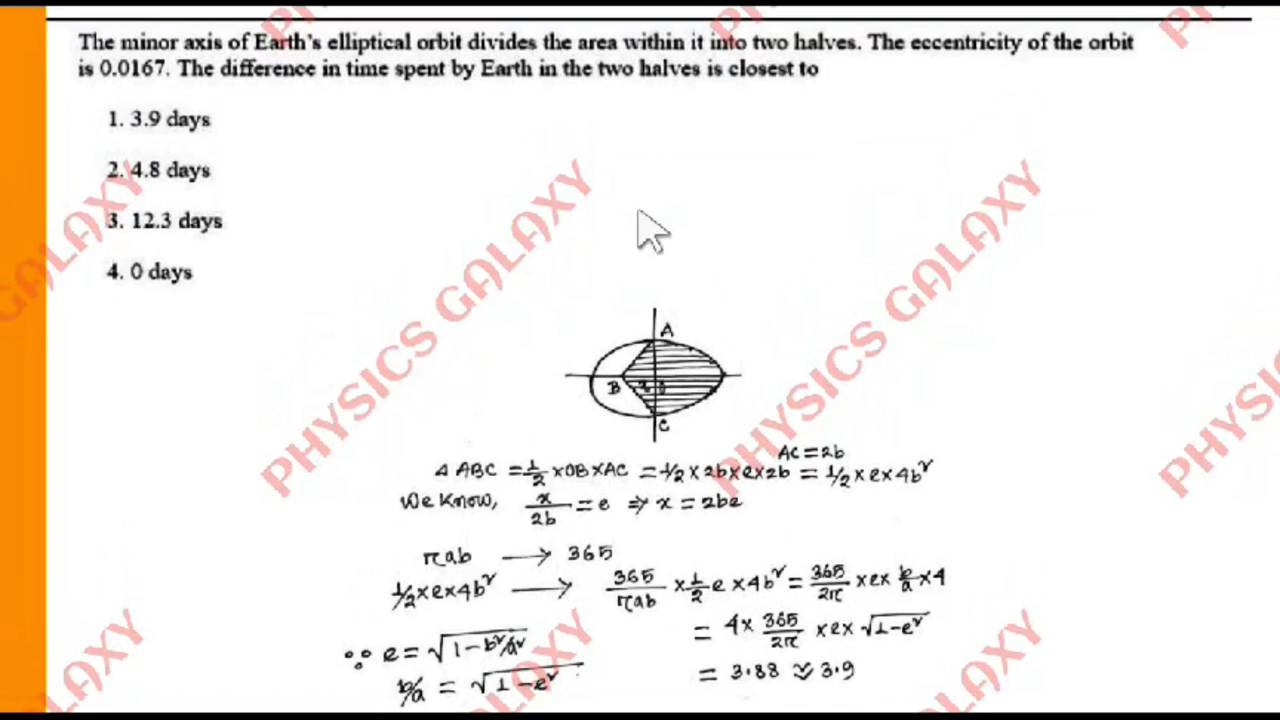 The minor axis of Earth's elliptical orbit divides the area within it into two halves. The eccentricity of the orbit
is 0.0167. The difference in time spent by Earth in the two halves is closest to
1. 3.9 days
2. 4.8 days
3. 12.3 days
4. 0 days
A
B x O
C
AC = 2b
Δ ABC = 1/2 × OB × AC = 1/2 × 2b × e × 2b = 1/2 × e × 4b²
We know, x/2b = e ⇒ x = 2be
πab → 365
1/2 × e × 4b² → 365/πab × 1/2 e × 4b² = 365/2π × e × b/a × 4
= 4 × 365/2π × e × √1-e²
∵ e = √1-b²/a²
= 3.88 ≈ 3.9
b/a = √1-e²
PHYSICS GALAXY
PHYSICS GALAXY